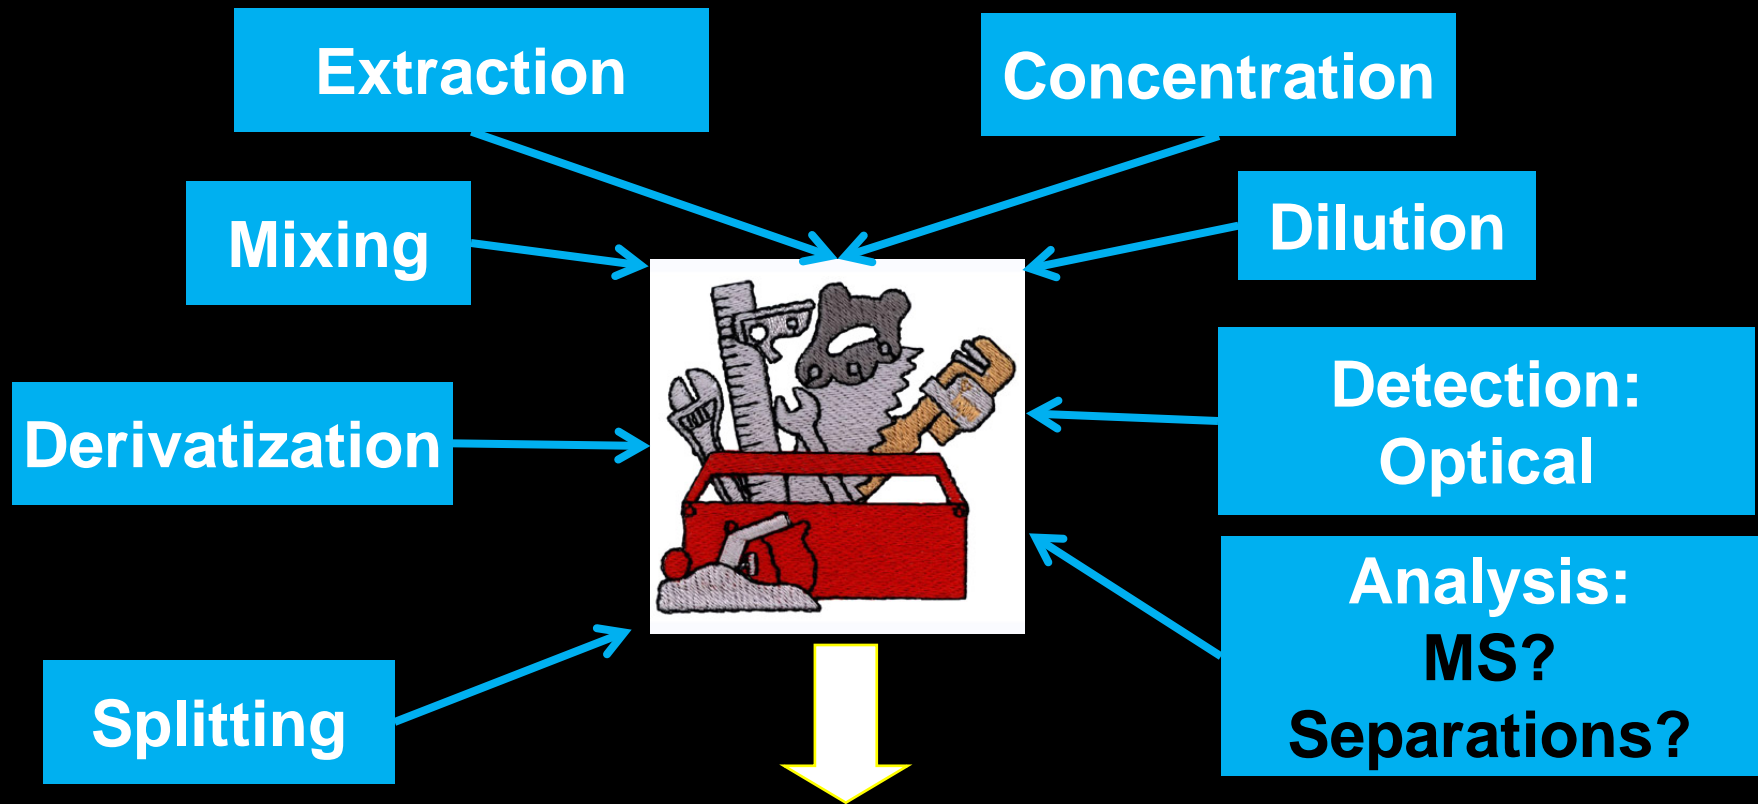 Extraction
Concentration
Mixing
Dilution
Derivatization
Detection:
Optical
Splitting
Analysis:
MS?
Separations?